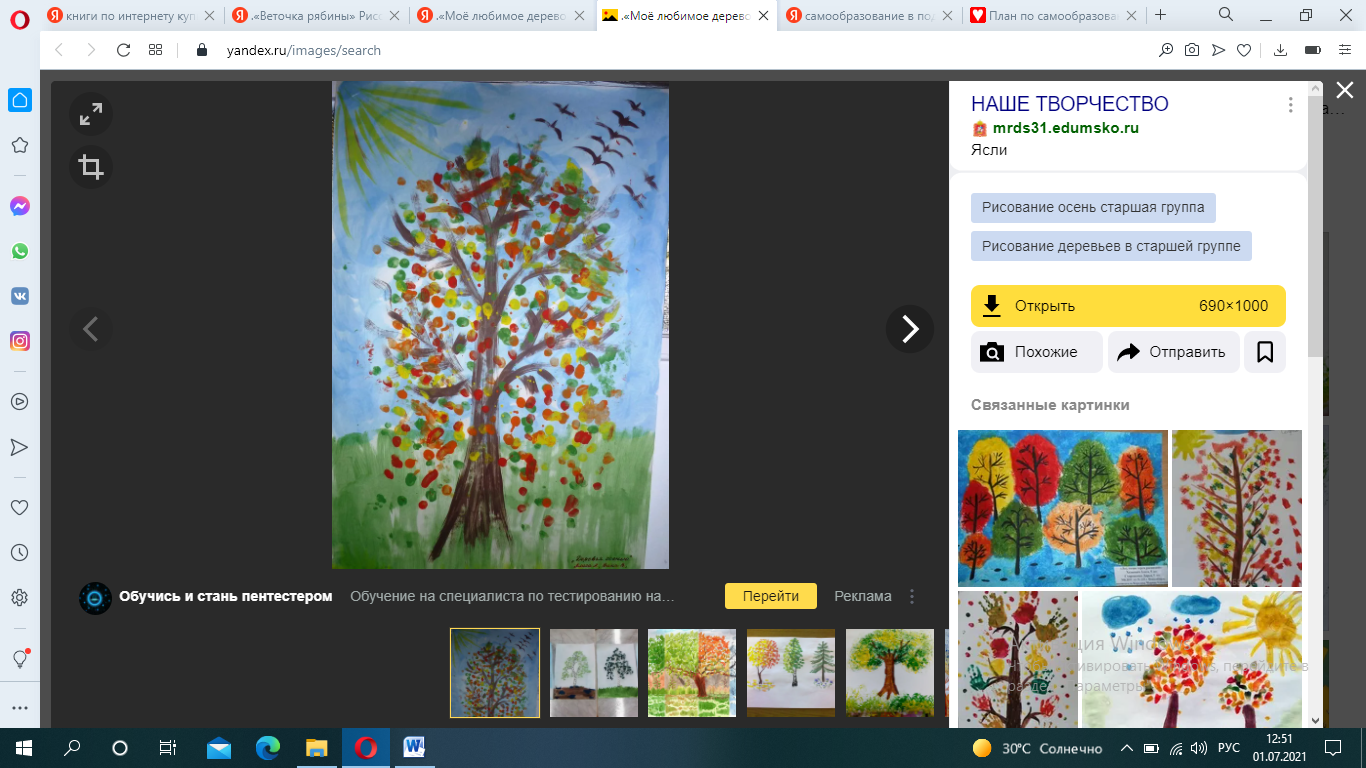 книги по интернету куп
.«Веточка рябины» Рисс
.«Моё любимое дерево
.«Моё любимое дерево
самообразование в под
План по самообразова
yandex.ru/images/search
НАШЕ ТВОРЧЕСТВО
mrds31.edumsko.ru
Ясли
Рисование осень старшая группа
Рисование деревьев в старшей группе
Открыть 690×1000
Похожие Отправить
Связанные картинки
Обучись и стань пентестером Обучение на специалиста по тестированию на… Перейти Реклама
30°C Солнечно РУС 12:51
01.07.2021